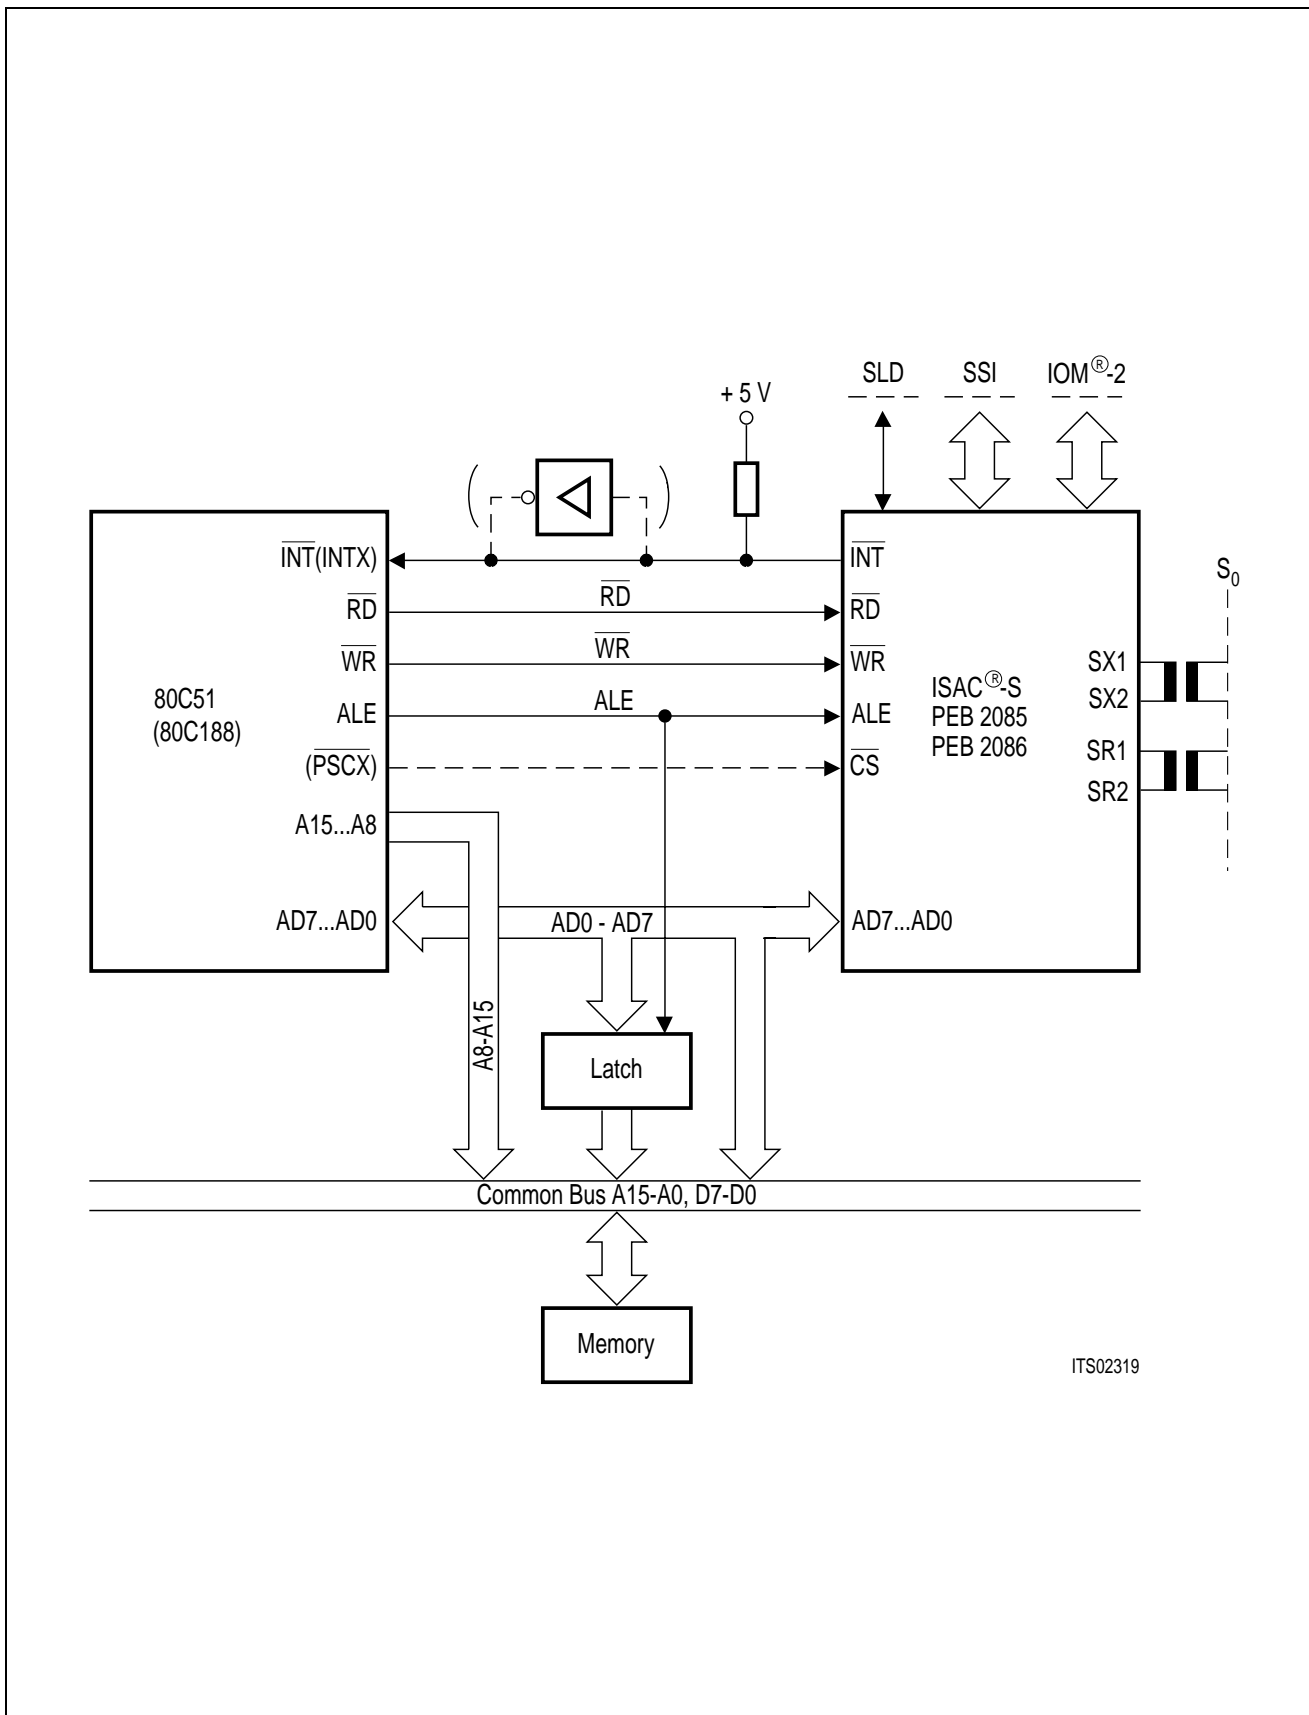 SLD
SSI
IOM®-2
+ 5 V
INT(INTX)
INT
S0
RD
RD
RD
WR
WR
WR
SX1
80C51
(80C188)
ALE
ALE
ALE
ISAC®-S
PEB 2085
PEB 2086
SX2
SR1
(PSCX)
CS
SR2
A15...A8
AD7...AD0
AD0 - AD7
AD7...AD0
A8-A15
Latch
Common Bus A15-A0, D7-D0
Memory
ITS02319